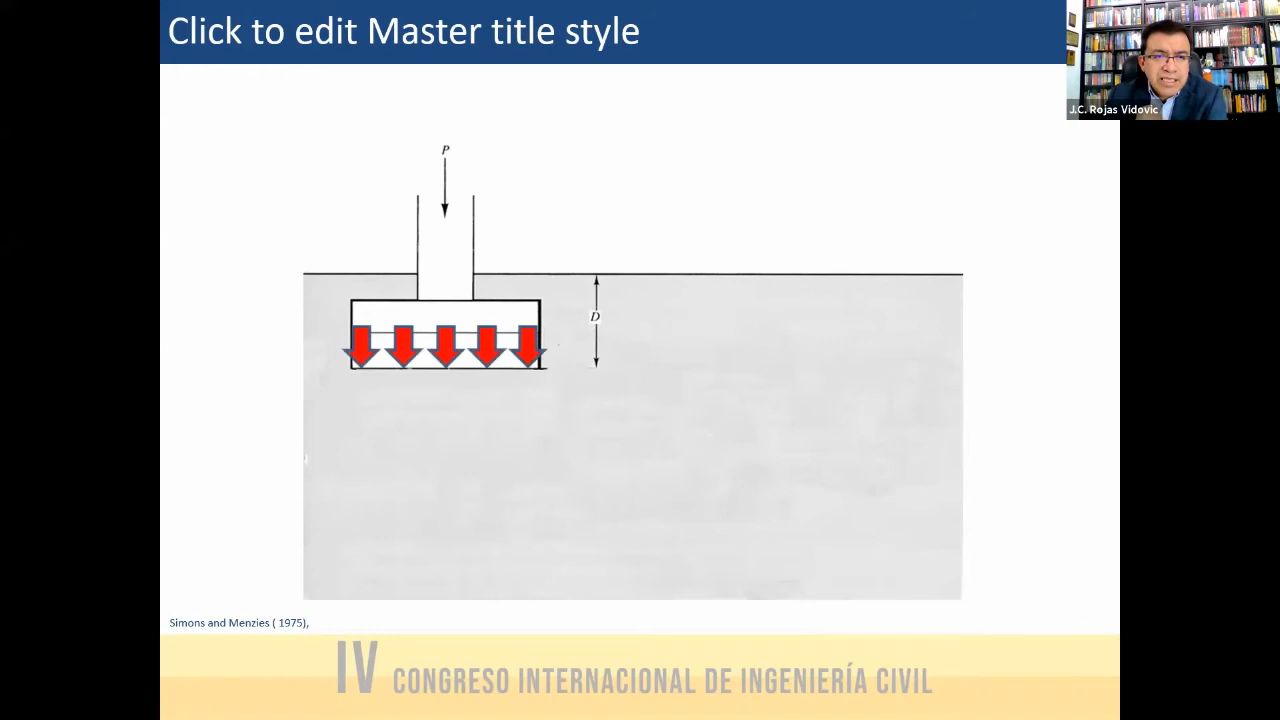 Click to edit Master title style
J.C. Rojas Vidovic
P
D
Simons and Menzies ( 1975),
IV CONGRESO INTERNACIONAL DE INGENIERÍA CIVIL